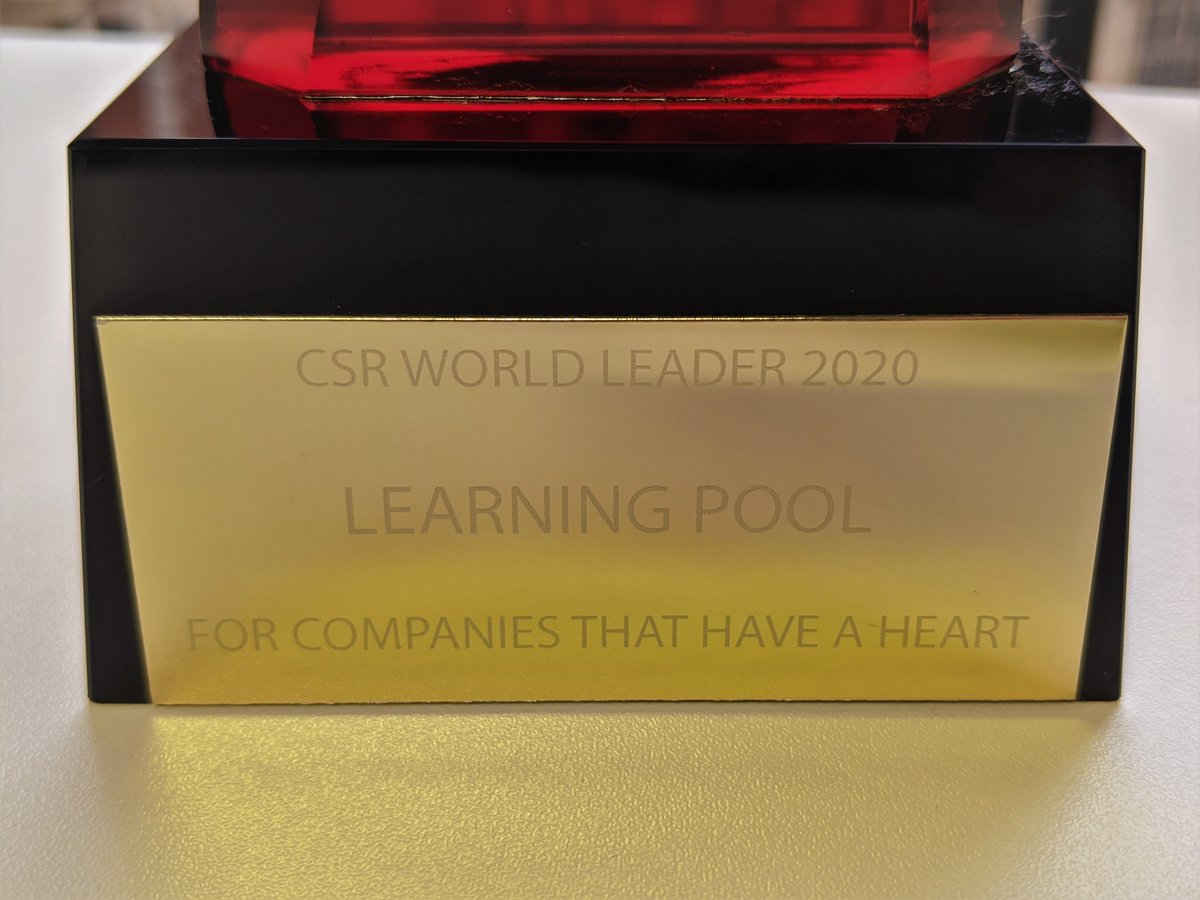 CSR WORLD LEADER 2020
LEARNING POOL
FOR COMPANIES THAT HAVE A HEART